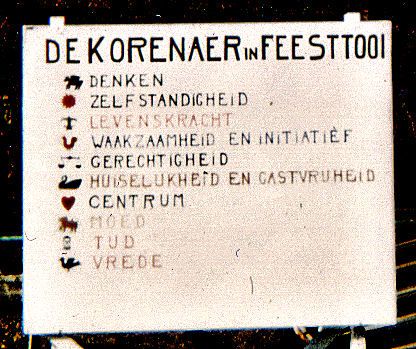 DE KORENAER IN FEESTTOOI
DENKEN
ZELFSTANDIGHEID
LEVENSKRACHT
WAAKZAAMHEID EN INITIATIEF
GERECHTIGHEID
HUISELIJKHEID EN GASTVRIJHEID
CENTRUM
MOED
TIJD
VREDE